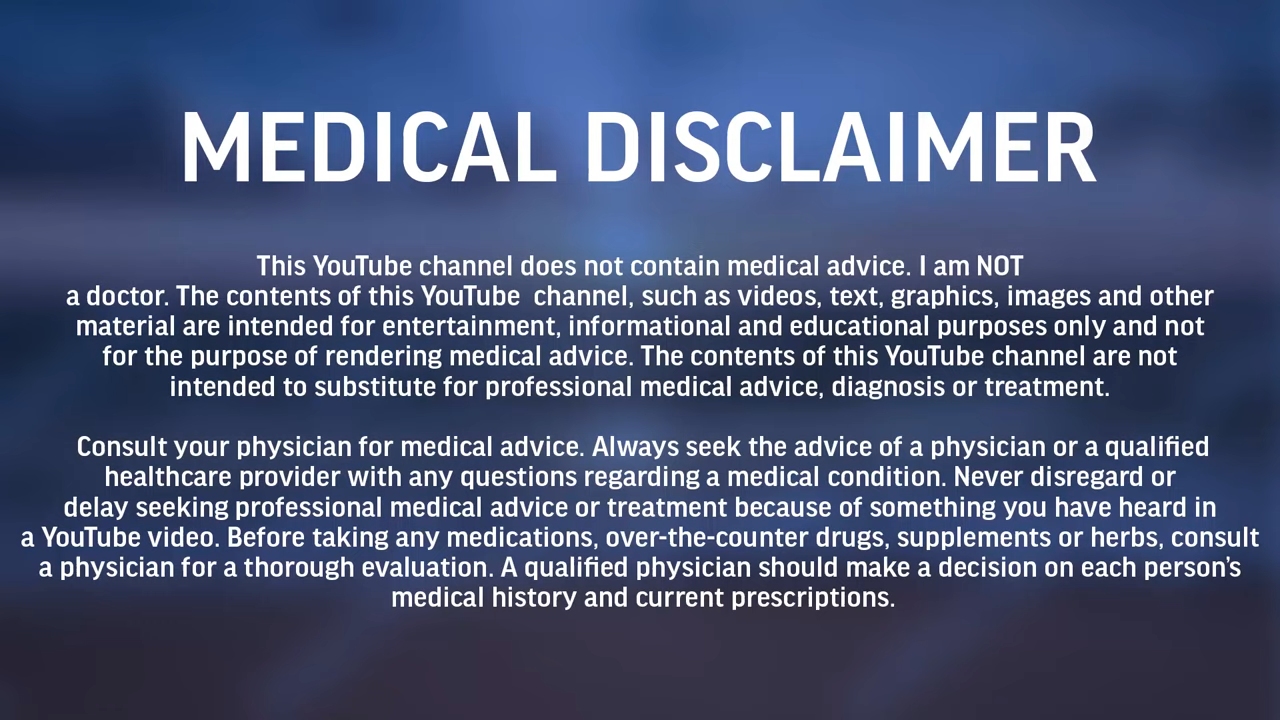 MEDICAL DISCLAIMER
This YouTube channel does not contain medical advice. I am NOT
a doctor. The contents of this YouTube  channel, such as videos, text, graphics, images and other
material are intended for entertainment, informational and educational purposes only and not
for the purpose of rendering medical advice. The contents of this YouTube channel are not
intended to substitute for professional medical advice, diagnosis or treatment.
Consult your physician for medical advice. Always seek the advice of a physician or a qualified
healthcare provider with any questions regarding a medical condition. Never disregard or
delay seeking professional medical advice or treatment because of something you have heard in
a YouTube video. Before taking any medications, over-the-counter drugs, supplements or herbs, consult
a physician for a thorough evaluation. A qualified physician should make a decision on each person’s
medical history and current prescriptions.